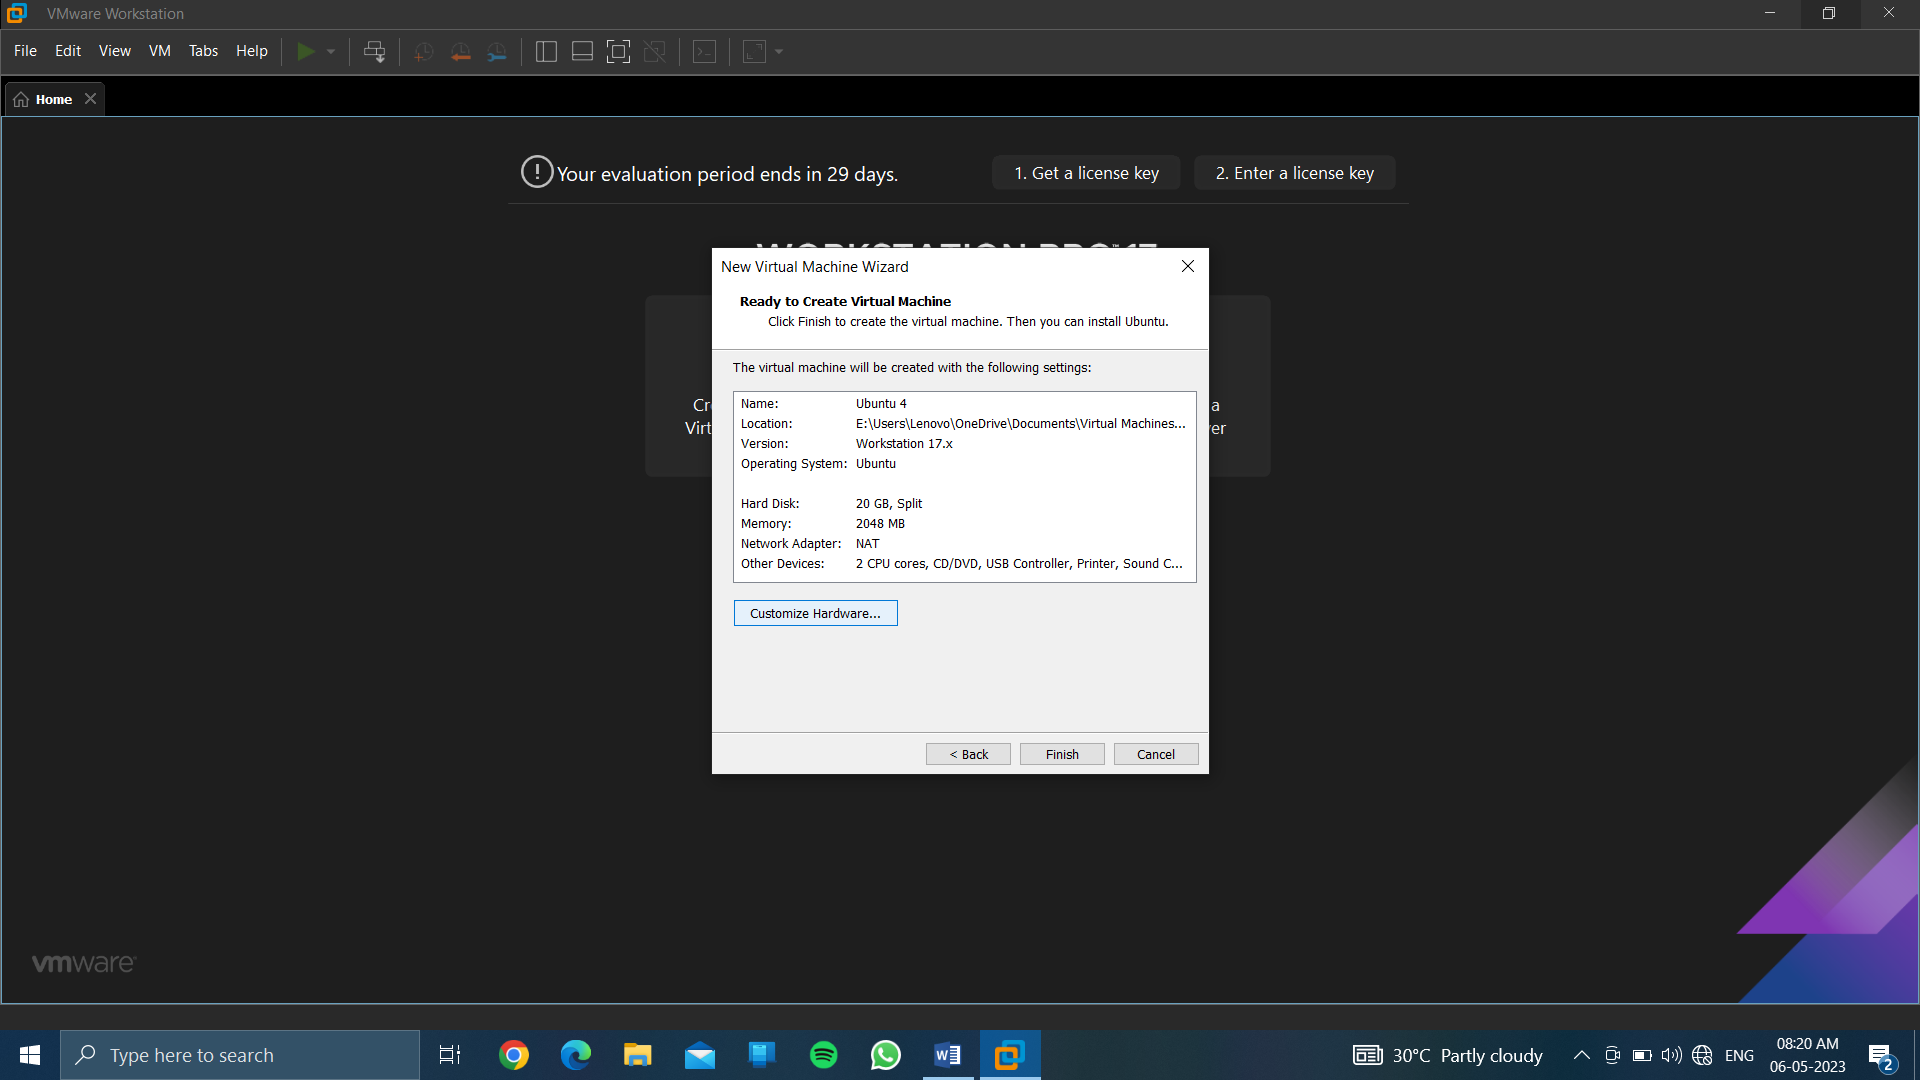 VMware Workstation
File Edit View VM Tabs Help
Home
Your evaluation period ends in 29 days. 1. Get a license key 2. Enter a license key
New Virtual Machine Wizard
Ready to Create Virtual Machine
Click Finish to create the virtual machine. Then you can install Ubuntu.
The virtual machine will be created with the following settings:
Name: Ubuntu 4
Location: E:\Users\Lenovo\OneDrive\Documents\Virtual Machines...
Version: Workstation 17.x
Operating System: Ubuntu
Hard Disk: 20 GB, Split
Memory: 2048 MB
Network Adapter: NAT
Other Devices: 2 CPU cores, CD/DVD, USB Controller, Printer, Sound C...
Customize Hardware...
< Back Finish Cancel
vmware
Type here to search
30°C Partly cloudy
ENG
08:20 AM
06-05-2023
2